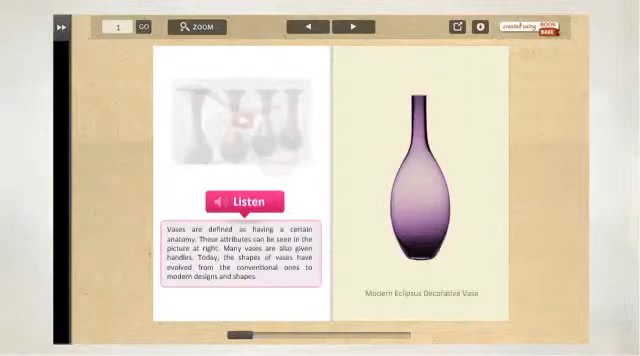 1 GO ZOOM
created using BOOK BAKE
Listen
Vases are defined as having a certain
anatomy. These attributes can be seen in the
picture at right. Many vases are also given
handles. Today, the shapes of vases have
evolved from the conventional ones to
modern designs and shapes.
Modern Eclipsus Decorative Vase